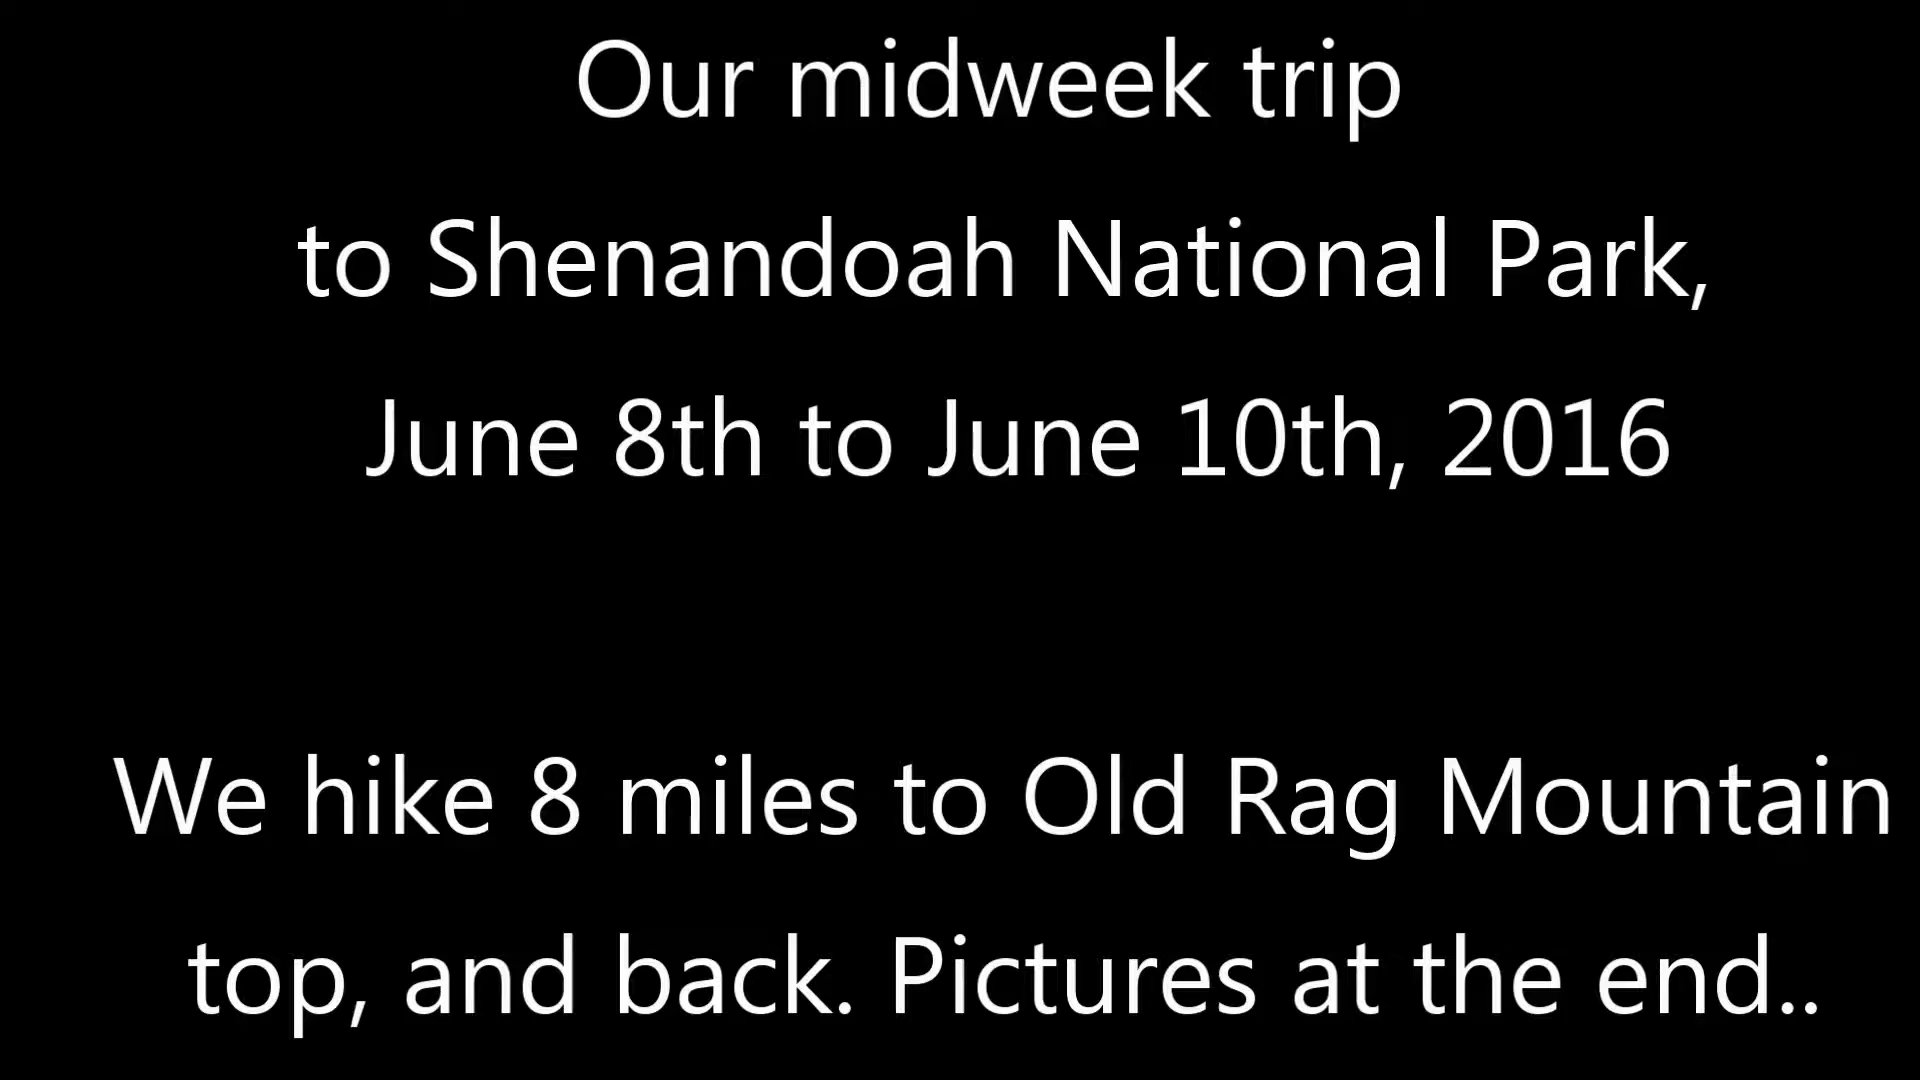 Our midweek trip
to Shenandoah National Park,
June 8th to June 10th, 2016
We hike 8 miles to Old Rag Mountain
top, and back. Pictures at the end..